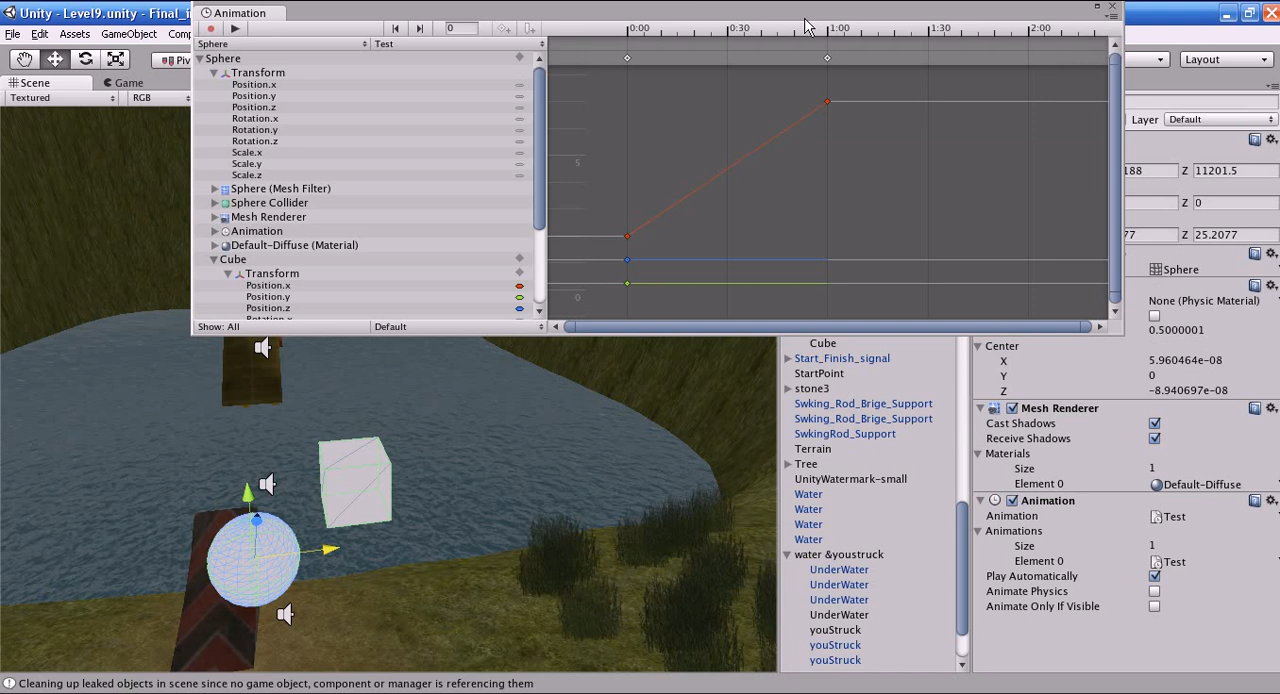 Unity - Level9.unity - Final_i
Animation
File Edit Assets GameObject
0
0:00 0:30 1:00 1:30 2:00
Sphere Test
Layout
Sphere
Transform
Position.x
Position.y
Position.z
Rotation.x
Rotation.y
Rotation.z
Scale.x
Scale.y
Scale.z
Sphere (Mesh Filter)
Sphere Collider
Mesh Renderer
Animation
Default-Diffuse (Material)
Cube
Transform
Position.x
Position.y
Position.z
Show: All Default
5
0
Scene Game
Textured RGB
Layer Default
188 Z 11201.5
Z 0
77 Z 25.2077
Sphere
None (Physic Material)
0.5000001
Center
X 5.960464e-08
Y 0
Z -8.940697e-08
Mesh Renderer
Cast Shadows
Receive Shadows
Materials
Size 1
Element 0 Default-Diffuse
Animation
Animation Test
Animations
Size 1
Element 0 Test
Play Automatically
Animate Physics
Animate Only If Visible
Cube
Start_Finish_signal
StartPoint
stone3
Swking_Rod_Brige_Support
Swking_Rod_Brige_Support
SwkingRod_Support
Terrain
Tree
UnityWatermark-small
Water
Water
Water
Water
water &youstruck
UnderWater
UnderWater
UnderWater
UnderWater
youStruck
youStruck
youStruck
Cleaning up leaked objects in scene since no game object, component or manager is referencing them